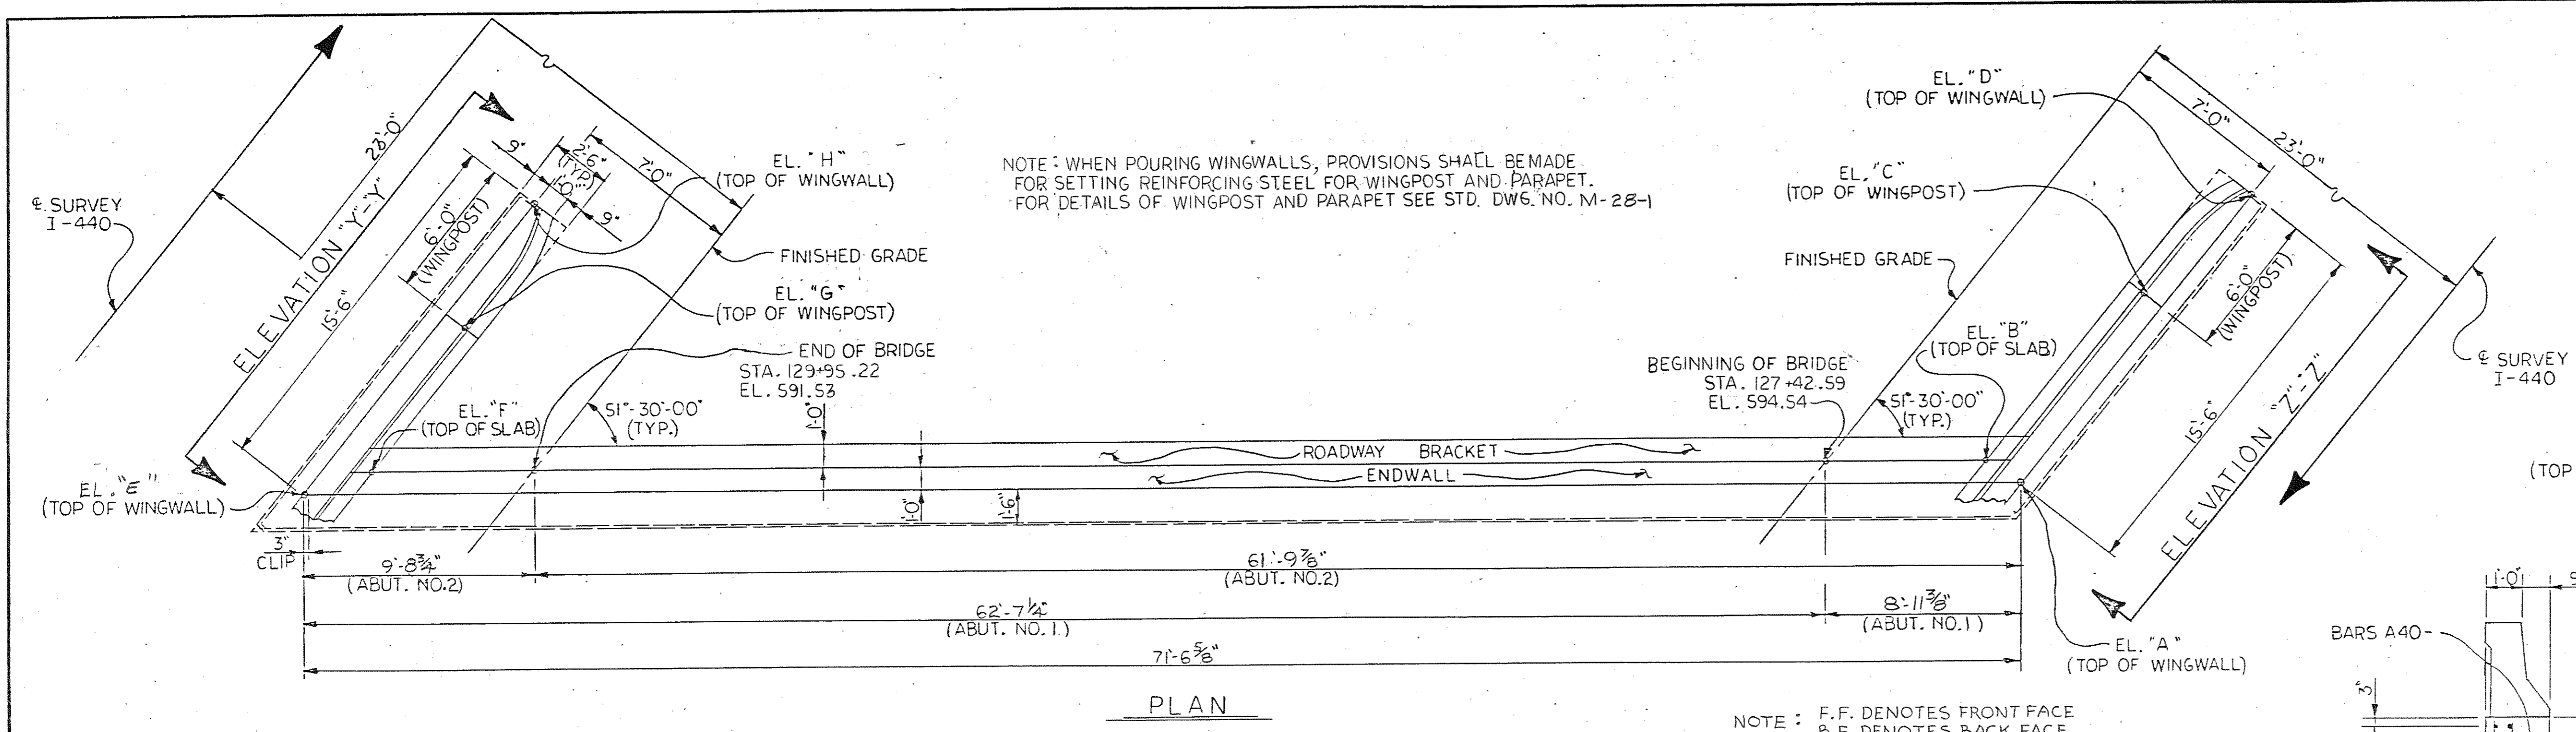 ℄ SURVEY
I-440
ELEVATION "Y"-"Y"
23'-0"
9"
2'-6"
(TYP.)
1'-0"
9"
7'-0"
6'-0"
(WINGPOST)
15'-6"
EL. "H"
(TOP OF WINGWALL)
FINISHED GRADE
EL. "G"
(TOP OF WINGPOST)
END OF BRIDGE
STA. 129+95.22
EL. 591.53
EL. "F"
(TOP OF SLAB)
51°-30'-00"
(TYP.)
1'-0"
EL. "E"
(TOP OF WINGWALL)
3"
CLIP
NOTE: WHEN POURING WINGWALLS, PROVISIONS SHALL BE MADE
FOR SETTING REINFORCING STEEL FOR WINGPOST AND PARAPET.
FOR DETAILS OF WINGPOST AND PARAPET SEE STD. DWG. NO. M-28-1
EL. "D"
(TOP OF WINGWALL)
7'-0"
23'-0"
EL. "C"
(TOP OF WINGPOST)
FINISHED GRADE
EL. "B"
(TOP OF SLAB)
BEGINNING OF BRIDGE
STA. 127+42.59
EL. 594.54
51°-30'-00"
(TYP.)
6'-0"
(WINGPOST)
15'-6"
ELEVATION "Z"-"Z"
℄ SURVEY
I-440
(TOP
ROADWAY BRACKET
ENDWALL
1'-0"
1'-6"
9'-8¾"
(ABUT. NO.2)
61'-9⅞"
(ABUT. NO.2)
62'-7¼"
(ABUT. NO.1)
8'-11⅜"
(ABUT. NO.1)
71'-6⅝"
EL. "A"
(TOP OF WINGWALL)
PLAN
NOTE: F.F. DENOTES FRONT FACE
B.F. DENOTES BACK FACE
1'-0"
9
BARS A40
3"